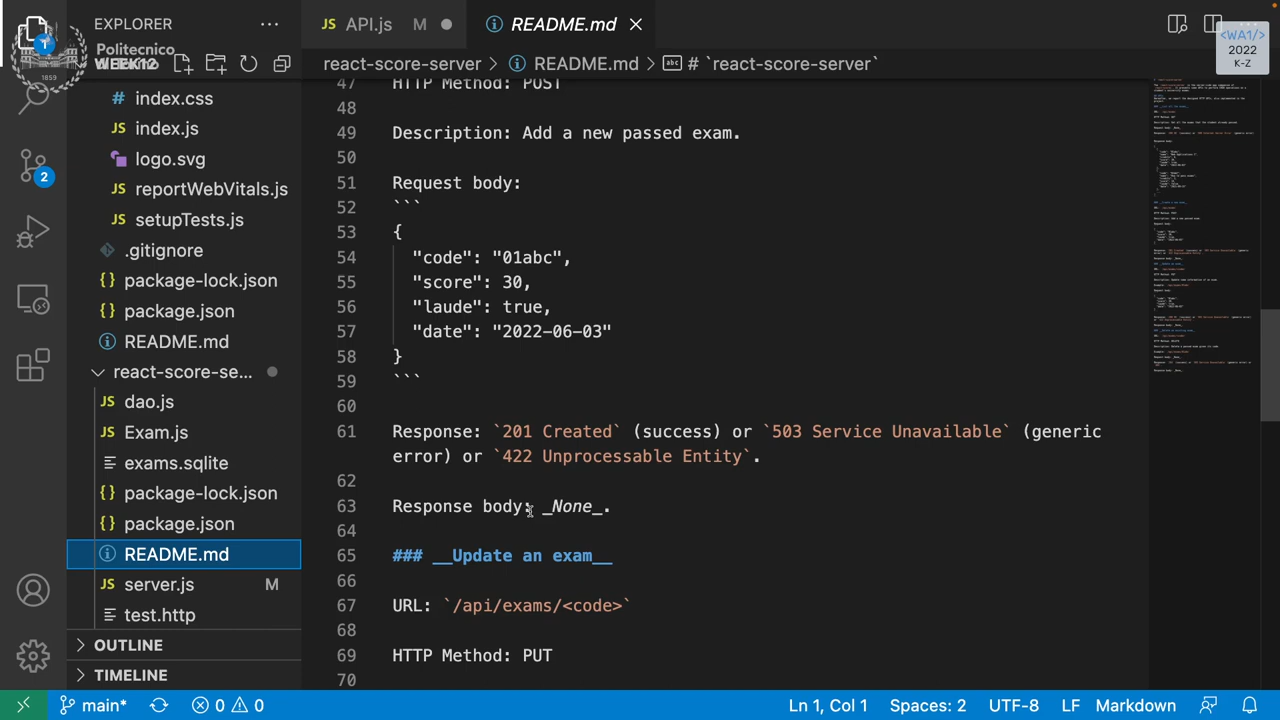 EXPLORER
Politecnico
WEEK12
1859
index.css
index.js
logo.svg
reportWebVitals.js
setupTests.js
.gitignore
package-lock.json
package.json
README.md
react-score-se...
dao.js
Exam.js
exams.sqlite
package-lock.json
package.json
README.md
server.js M
test.http
OUTLINE
TIMELINE
1
2
API.js M
README.md
<WA1/>
2022
K-Z
react-score-server > README.md > # `react-score-server`
47 HTTP Method: POST
48
49 Description: Add a new passed exam.
50
51 Request body:
52 ```
53 {
54 "code": "01abc",
55 "score": 30,
56 "laude": true,
57 "date": "2022-06-03"
58 }
59 ```
60
61 Response: `201 Created` (success) or `503 Service Unavailable` (generic
error) or `422 Unprocessable Entity`.
62
63 Response body: _None_.
64
65 ### __Update an exam__
66
67 URL: `/api/exams/<code>`
68
69 HTTP Method: PUT
70
main* 0 0 Ln 1, Col 1 Spaces: 2 UTF-8 LF Markdown